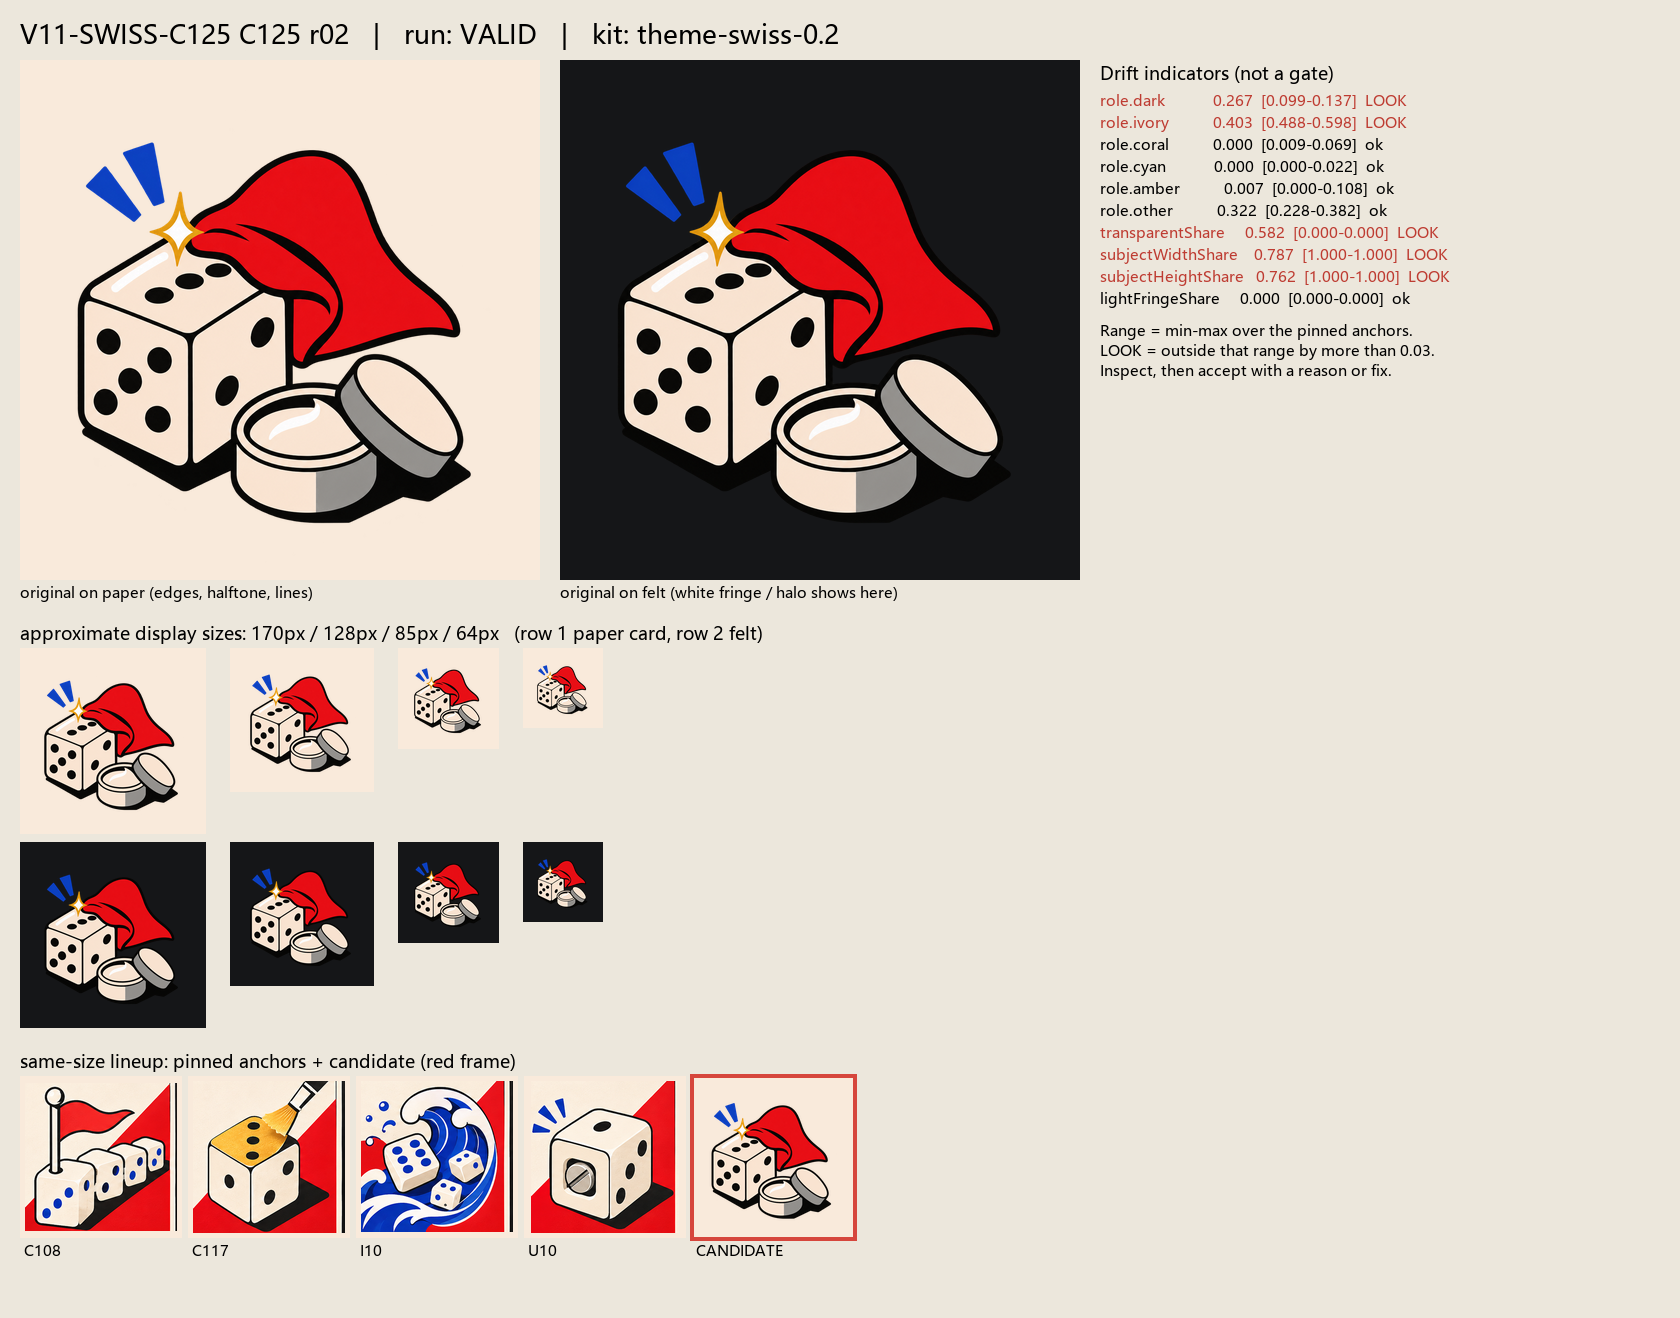 V11-SWISS-C125 C125 r02 | run: VALID | kit: theme-swiss-0.2
Drift indicators (not a gate)
role.dark 0.267 [0.099-0.137] LOOK
role.ivory 0.403 [0.488-0.598] LOOK
role.coral 0.000 [0.009-0.069] ok
role.cyan 0.000 [0.000-0.022] ok
role.amber 0.007 [0.000-0.108] ok
role.other 0.322 [0.228-0.382] ok
transparentShare 0.582 [0.000-0.000] LOOK
subjectWidthShare 0.787 [1.000-1.000] LOOK
subjectHeightShare 0.762 [1.000-1.000] LOOK
lightFringeShare 0.000 [0.000-0.000] ok
Range = min-max over the pinned anchors.
LOOK = outside that range by more than 0.03.
Inspect, then accept with a reason or fix.
original on paper (edges, halftone, lines)
original on felt (white fringe / halo shows here)
approximate display sizes: 170px / 128px / 85px / 64px (row 1 paper card, row 2 felt)
same-size lineup: pinned anchors + candidate (red frame)
C108
C117
I10
U10
CANDIDATE